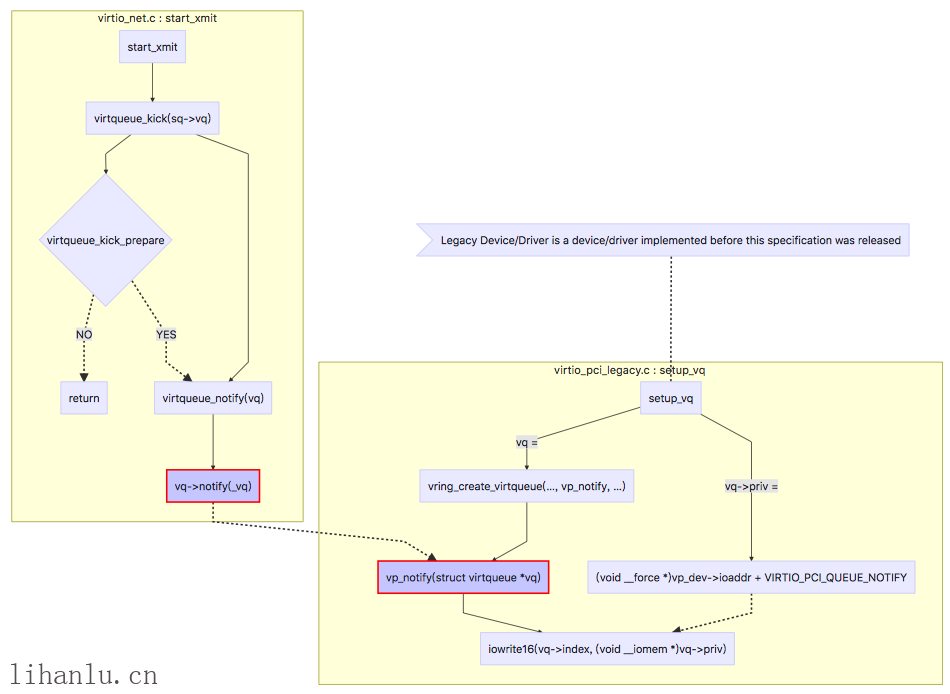 virtio_net.c : start_xmit
start_xmit
virtqueue_kick(sq->vq)
virtqueue_kick_prepare
NO
YES
return
virtqueue_notify(vq)
vq->notify(_vq)
Legacy Device/Driver is a device/driver implemented before this specification was released
virtio_pci_legacy.c : setup_vq
setup_vq
vq =
vring_create_virtqueue(..., vp_notify, ...)
vq->priv =
vp_notify(struct virtqueue *vq)
(void __force *)vp_dev->ioaddr + VIRTIO_PCI_QUEUE_NOTIFY
iowrite16(vq->index, (void __iomem *)vq->priv)
lihanlu.cn